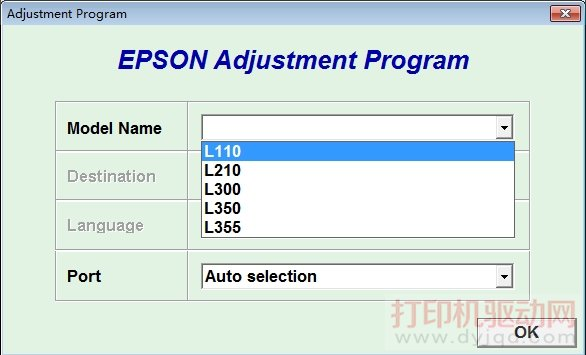 Adjustment Program
EPSON Adjustment Program
Model Name
L110
L210
L300
L350
L355
Destination
Language
Port
Auto selection
打印机驱动网
OK
www.dyjqd.com